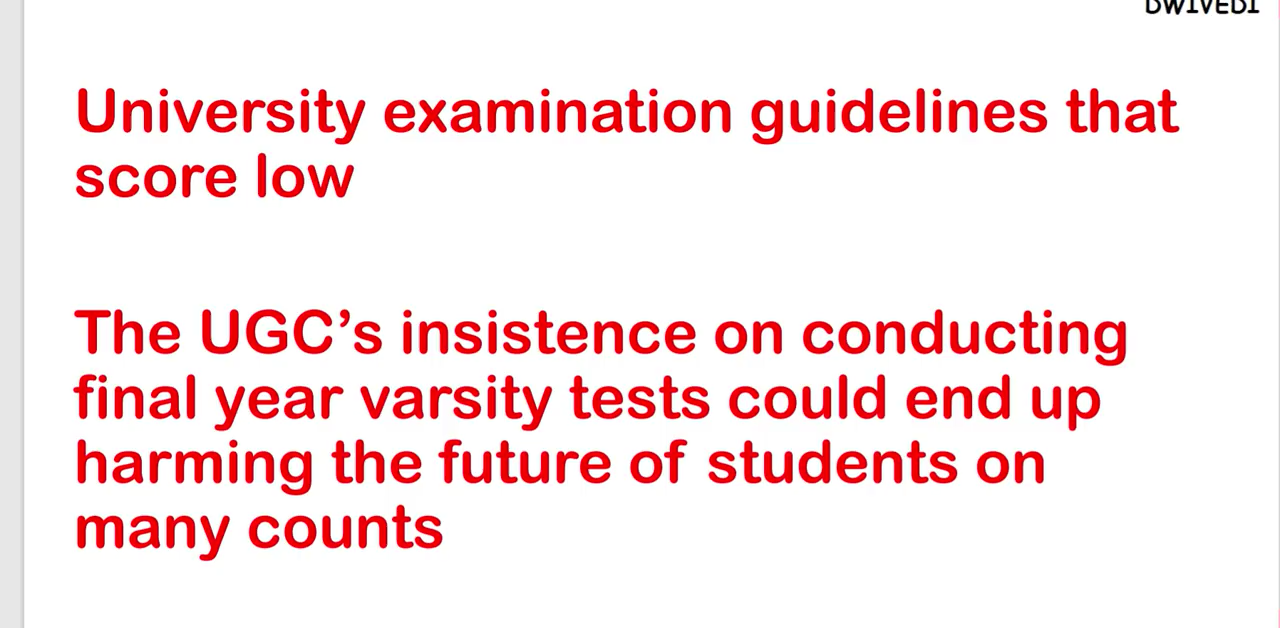 DWIVEDI
University examination guidelines that
score low
The UGC’s insistence on conducting
final year varsity tests could end up
harming the future of students on
many counts